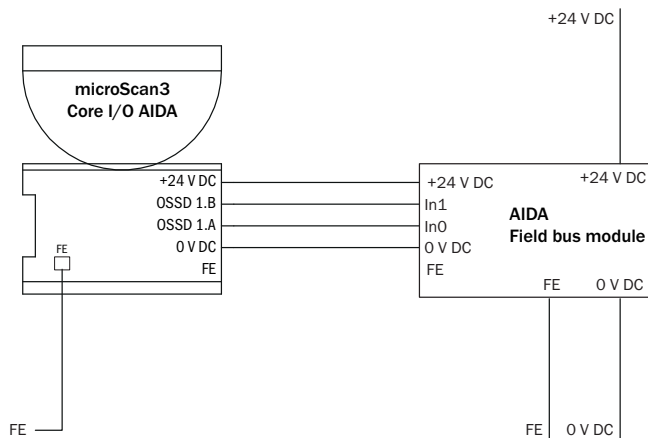 +24 V DC
microScan3
Core I/O AIDA
+24 V DC
OSSD 1.B
OSSD 1.A
0 V DC
FE
FE
+24 V DC
In1
In0
0 V DC
FE
+24 V DC
AIDA
Field bus module
FE
0 V DC
FE
FE
0 V DC